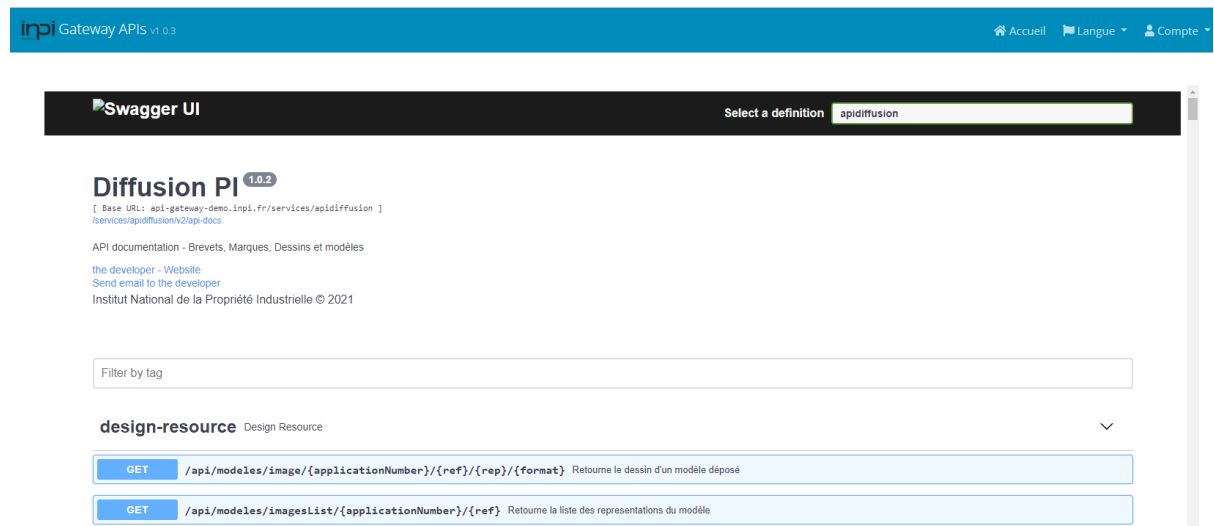 inpi Gateway APIs v1.0.3 Accueil Langue Compte
Swagger UI Select a definition apidiffusion
Diffusion PI 1.0.2
[ Base URL: api-gateway-demo.inpi.fr/services/apidiffusion ]
/services/apidiffusion/v2/api-docs
API documentation - Brevets, Marques, Dessins et modèles
the developer - Website
Send email to the developer
Institut National de la Propriété Industrielle © 2021
Filter by tag
design-resource Design Resource
GET /api/modeles/image/{applicationNumber}/{ref}/{rep}/{format} Retourne le dessin d'un modèle déposé
GET /api/modeles/imagesList/{applicationNumber}/{ref} Retourne la liste des representations du modèle